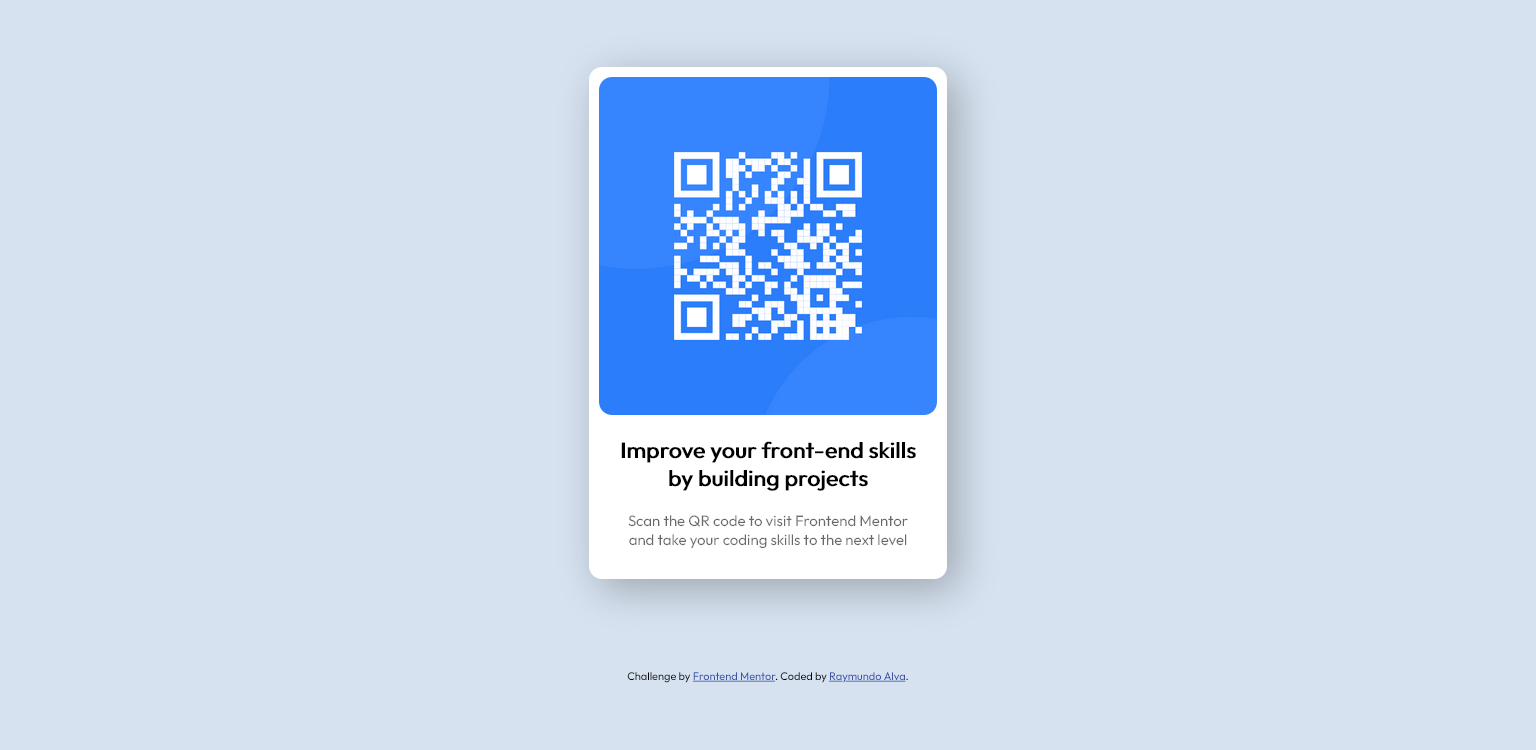 Improve your front-end skills
by building projects
Scan the QR code to visit Frontend Mentor
and take your coding skills to the next level
Challenge by Frontend Mentor. Coded by Raymundo Alva.